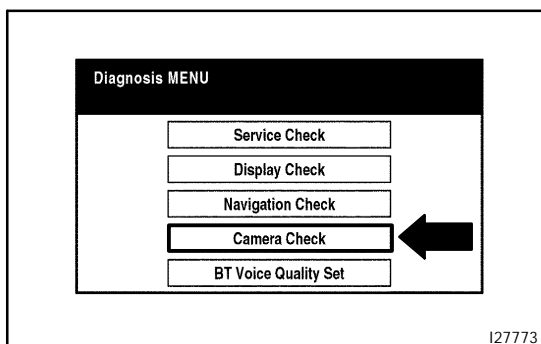 Diagnosis MENU
Service Check
Display Check
Navigation Check
Camera Check
BT Voice Quality Set
I27773